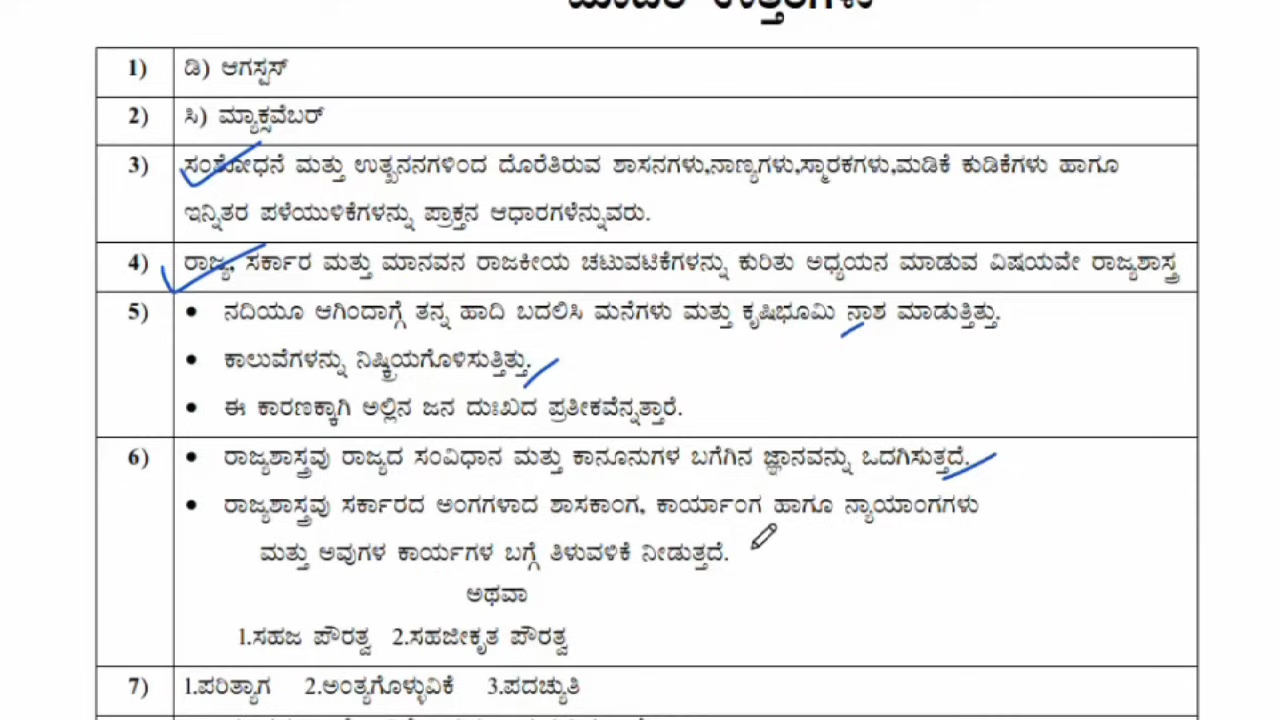 ಮಾದರಿ ಉತ್ತರಗಳು
1) ಡಿ) ಆಗಸ್ಟಸ್
2) ಸಿ) ಮ್ಯಾಕ್ಸವೆಬರ್
3) ಸಂಶೋಧನೆ ಮತ್ತು ಉತ್ಖನನಗಳಿಂದ ದೊರೆತಿರುವ ಶಾಸನಗಳು,ನಾಣ್ಯಗಳು,ಸ್ಮಾರಕಗಳು,ಮಡಿಕೆ ಕುಡಿಕೆಗಳು ಹಾಗೂ
ಇನ್ನಿತರ ಪಳೆಯುಳಿಕೆಗಳನ್ನು ಪ್ರಾಕ್ತನ ಆಧಾರಗಳೆನ್ನುವರು.
4) ರಾಜ್ಯ, ಸರ್ಕಾರ ಮತ್ತು ಮಾನವನ ರಾಜಕೀಯ ಚಟುವಟಿಕೆಗಳನ್ನು ಕುರಿತು ಅಧ್ಯಯನ ಮಾಡುವ ವಿಷಯವೇ ರಾಜ್ಯಶಾಸ್ತ್ರ
5) • ನದಿಯೂ ಆಗಿಂದಾಗ್ಗೆ ತನ್ನ ಹಾದಿ ಬದಲಿಸಿ ಮನೆಗಳು ಮತ್ತು ಕೃಷಿಭೂಮಿ ನಾಶ ಮಾಡುತ್ತಿತ್ತು.
• ಕಾಲುವೆಗಳನ್ನು ನಿಷ್ಕ್ರಿಯಗೊಳಿಸುತ್ತಿತ್ತು.
• ಈ ಕಾರಣಕ್ಕಾಗಿ ಅಲ್ಲಿನ ಜನ ದುಃಖದ ಪ್ರತೀಕವೆನ್ನತ್ತಾರೆ.
6) • ರಾಜ್ಯಶಾಸ್ತ್ರವು ರಾಜ್ಯದ ಸಂವಿಧಾನ ಮತ್ತು ಕಾನೂನುಗಳ ಬಗೆಗಿನ ಜ್ಞಾನವನ್ನು ಒದಗಿಸುತ್ತದೆ.
• ರಾಜ್ಯಶಾಸ್ತ್ರವು ಸರ್ಕಾರದ ಅಂಗಗಳಾದ ಶಾಸಕಾಂಗ, ಕಾರ್ಯಾಂಗ ಹಾಗೂ ನ್ಯಾಯಾಂಗಗಳು
ಮತ್ತು ಅವುಗಳ ಕಾರ್ಯಗಳ ಬಗ್ಗೆ ತಿಳುವಳಿಕೆ ನೀಡುತ್ತದೆ.
ಅಥವಾ
1.ಸಹಜ ಪೌರತ್ವ 2.ಸಹಜೀಕೃತ ಪೌರತ್ವ
7) 1.ಪರಿತ್ಯಾಗ 2.ಅಂತ್ಯಗೊಳ್ಳುವಿಕೆ 3.ಪದಚ್ಯುತಿ